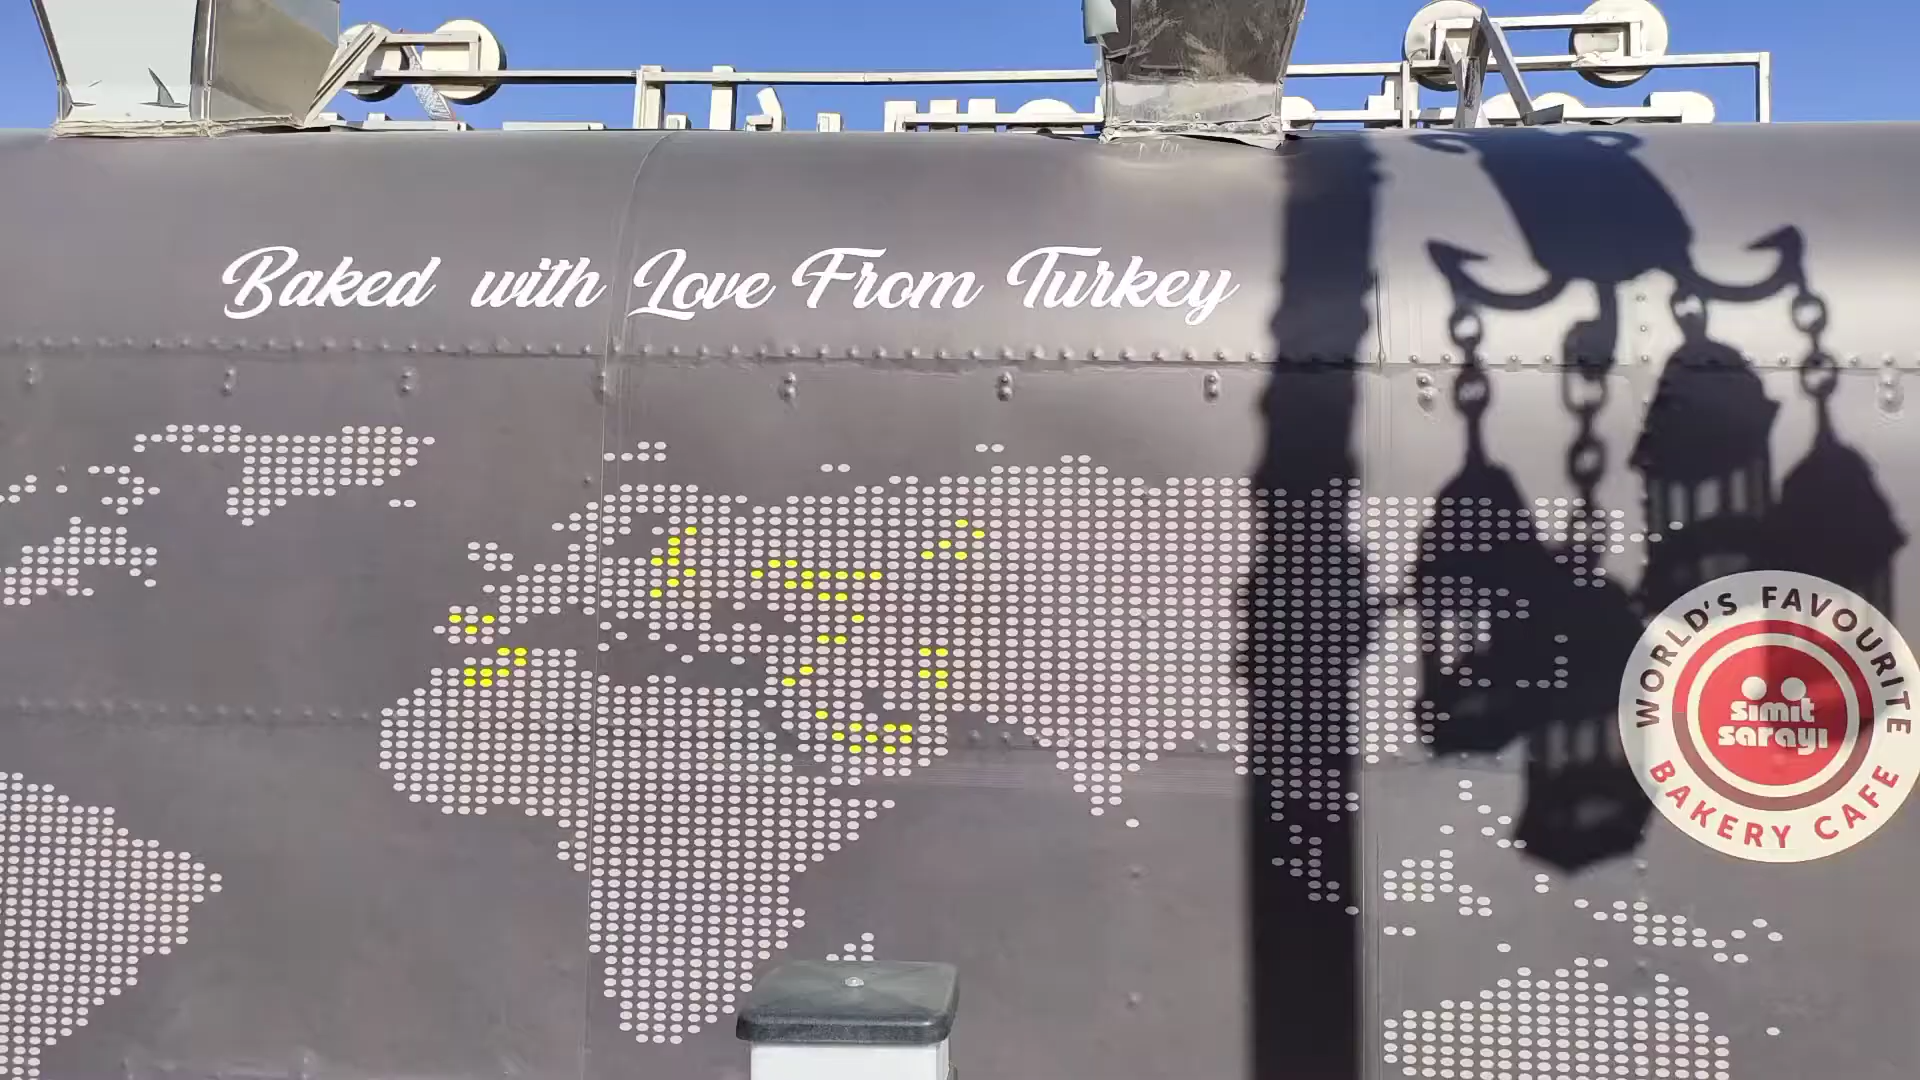 Baked with Love From Turkey
WORLD'S FAVOURITE
simit
sarayı
BAKERY CAFE